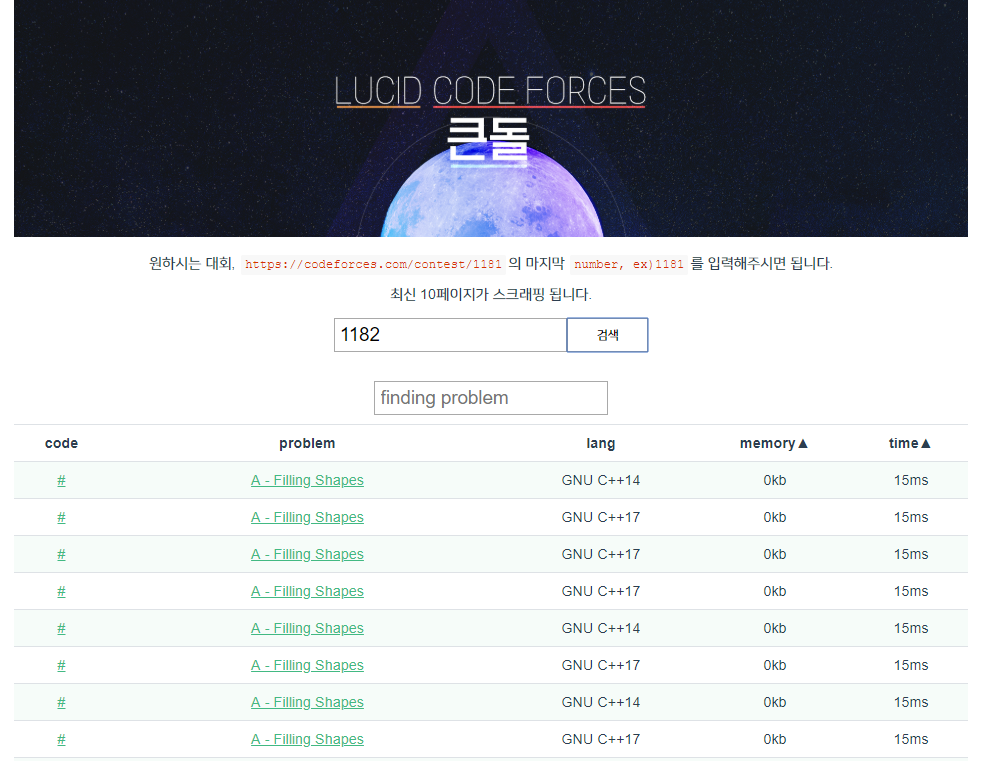 LUCID CODE FORCES
큰돌
원하시는 대회, https://codeforces.com/contest/1181 의 마지막 number, ex)1181 를 입력해주시면 됩니다.
최신 10페이지가 스크래핑 됩니다.
1182 검색
finding problem
code problem lang memory▲ time▲
# A - Filling Shapes GNU C++14 0kb 15ms
# A - Filling Shapes GNU C++17 0kb 15ms
# A - Filling Shapes GNU C++17 0kb 15ms
# A - Filling Shapes GNU C++17 0kb 15ms
# A - Filling Shapes GNU C++14 0kb 15ms
# A - Filling Shapes GNU C++17 0kb 15ms
# A - Filling Shapes GNU C++14 0kb 15ms
# A - Filling Shapes GNU C++17 0kb 15ms